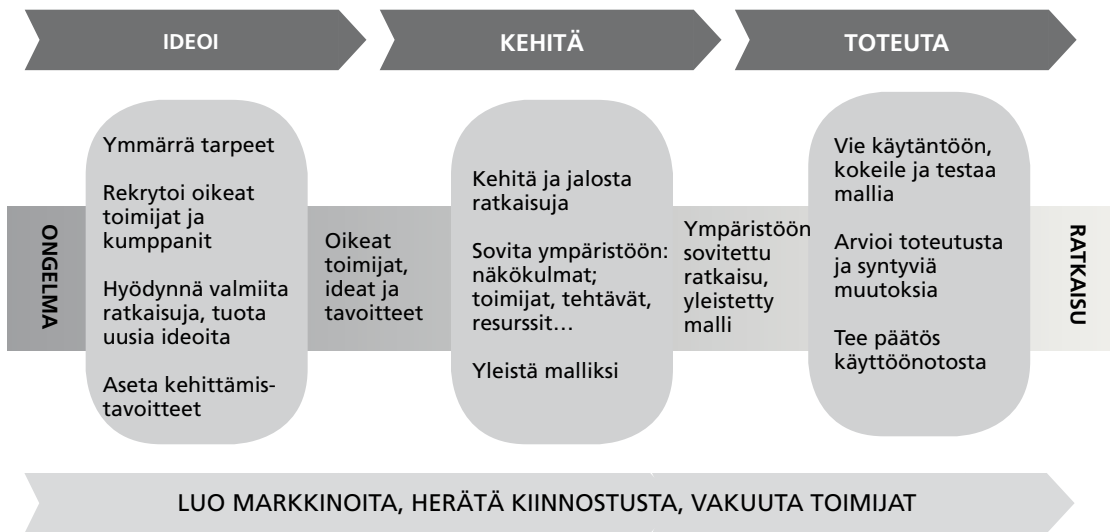 IDEOI
KEHITÄ
TOTEUTA
ONGELMA
Ymmärrä tarpeet
Rekrytoi oikeat
toimijat ja
kumppanit
Hyödynnä valmiita
ratkaisuja, tuota
uusia ideoita
Aseta kehittämis-
tavoitteet
Oikeat
toimijat,
ideat ja
tavoitteet
Kehitä ja jalosta
ratkaisuja
Sovita ympäristöön:
näkökulmat;
toimijat, tehtävät,
resurssit…
Yleistä malliksi
Ympäristöön
sovitettu
ratkaisu,
yleistetty
malli
Vie käytäntöön,
kokeile ja testaa
mallia
Arvioi toteutusta
ja syntyviä
muutoksia
Tee päätös
käyttöönotosta
RATKAISU
LUO MARKKINOITA, HERÄTÄ KIINNOSTUSTA, VAKUUTA TOIMIJAT